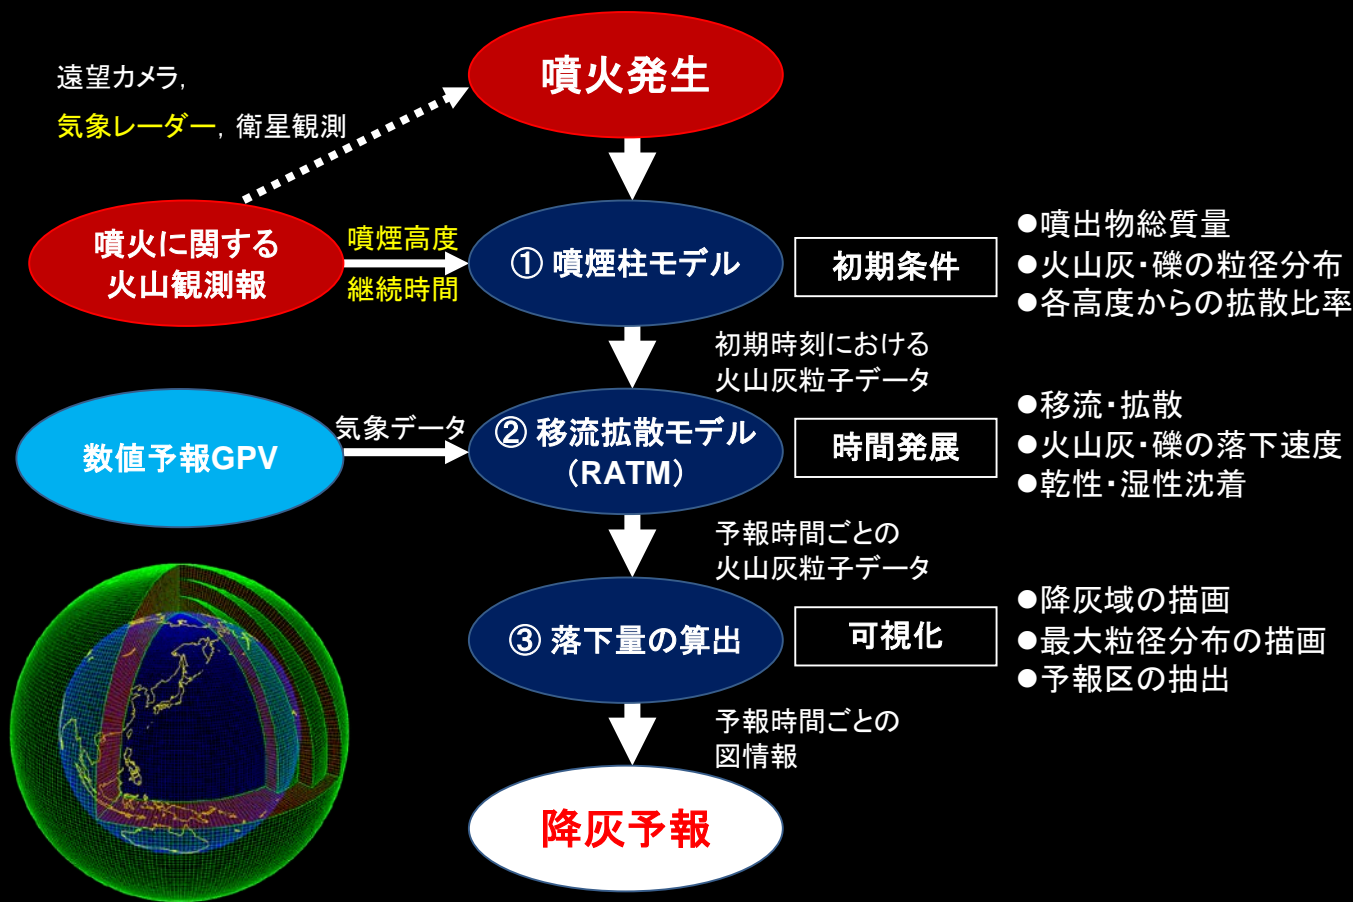 噴火発生
遠望カメラ,
気象レーダー, 衛星観測
噴火に関する
火山観測報
噴煙高度
継続時間
① 噴煙柱モデル
初期条件
●噴出物総質量
●火山灰・礫の粒径分布
●各高度からの拡散比率
初期時刻における
火山灰粒子データ
数値予報GPV
気象データ
② 移流拡散モデル
(RATM)
時間発展
●移流・拡散
●火山灰・礫の落下速度
●乾性・湿性沈着
予報時間ごとの
火山灰粒子データ
③ 落下量の算出
可視化
●降灰域の描画
●最大粒径分布の描画
●予報区の抽出
予報時間ごとの
図情報
降灰予報